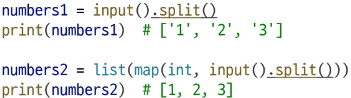 numbers1 = input().split()
print(numbers1)  # ['1', '2', '3']
numbers2 = list(map(int, input().split()))
print(numbers2)  # [1, 2, 3]